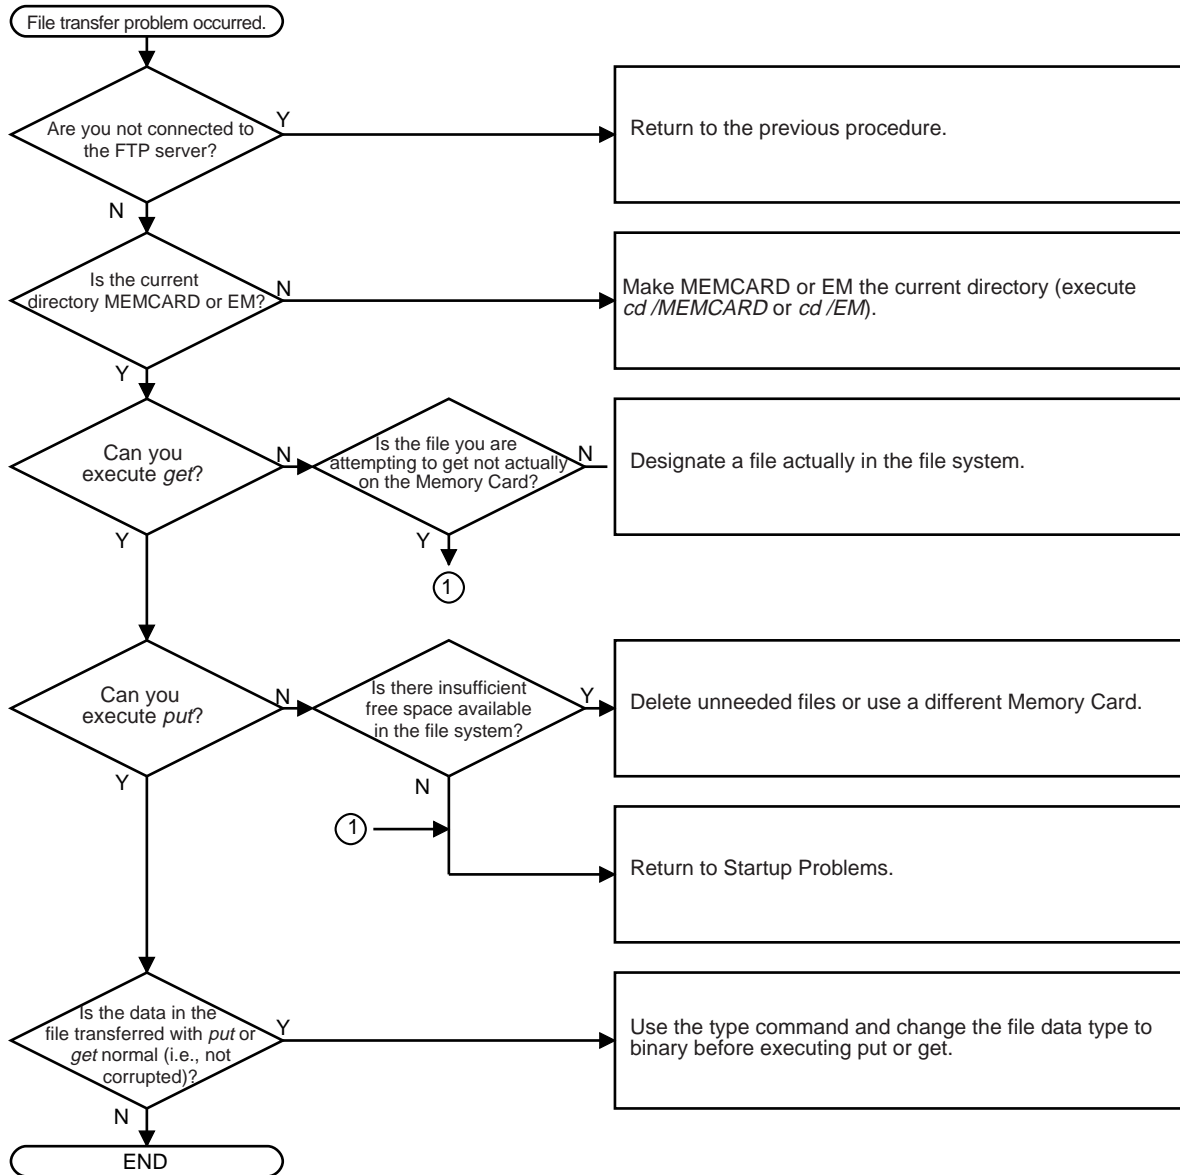 File transfer problem occurred.
Are you not connected to
the FTP server?
Y
Return to the previous procedure.
N
Is the current
directory MEMCARD or EM?
N
Make MEMCARD or EM the current directory (execute
cd /MEMCARD or cd /EM).
Y
Can you
execute get?
N
Is the file you are
attempting to get not actually
on the Memory Card?
N
Designate a file actually in the file system.
Y
Y
1
Can you
execute put?
N
Is there insufficient
free space available
in the file system?
Y
Delete unneeded files or use a different Memory Card.
Y
N
1
Return to Startup Problems.
Is the data in the
file transferred with put or
get normal (i.e., not
corrupted)?
Y
Use the type command and change the file data type to
binary before executing put or get.
N
END